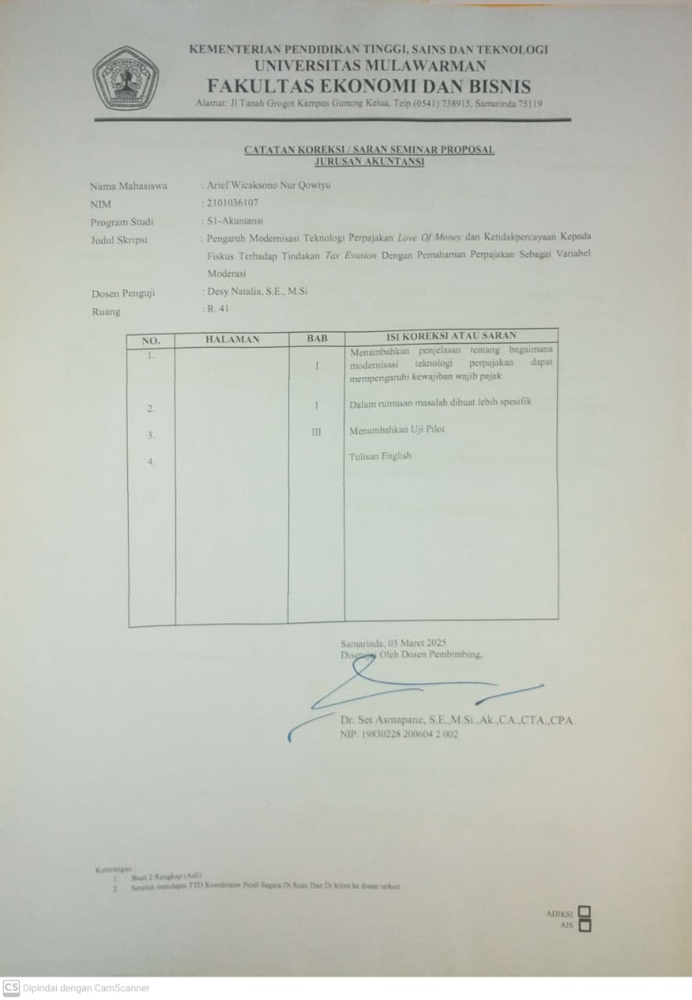 KEMENTERIAN PENDIDIKAN TINGGI, SAINS DAN TEKNOLOGI
UNIVERSITAS MULAWARMAN
FAKULTAS EKONOMI DAN BISNIS
Alamat: Jl Tanah Grogot Kampus Gunung Kelua, Telp (0541) 738915, Samarinda 75119
CATATAN KOREKSI / SARAN SEMINAR PROPOSAL
JURUSAN AKUNTANSI
Nama Mahasiswa : Arief Wicaksono Nur Qowiyu
NIM : 2101036107
Program Studi : S1-Akuntansi
Judul Skripsi : Pengaruh Modernisasi Teknologi Perpajakan Love Of Money dan Ketidakpercayaan Kepada
Fiskus Terhadap Tindakan Tax Evasion Dengan Pemahaman Perpajakan Sebagai Variabel
Moderasi
Dosen Penguji : Desy Natalia, S.E., M.Si
Ruang : R. 41
NO. HALAMAN BAB ISI KOREKSI ATAU SARAN
1. I Menambahkan penjelasan tentang bagaimana
modernisasi teknologi perpajakan dapat
mempengaruhi kewajiban wajib pajak
2. I Dalam rumusan masalah dibuat lebih spesifik
3. III Menambahkan Uji Pilot
4. Tulisan English
Samarinda, 03 Maret 2025
Disetujui Oleh Dosen Pembimbing,
Dr. Set Asmapane, S.E.,M.Si.,Ak.,CA.,CTA.,CPA.
NIP. 19830228 200604 2 002
Keterangan :
1. Buat 2 Rangkap (Asli)
2. Setelah mendapat TTD Koordinator Prodi Segara Di Scan Dan Di kirim ke dosen terkait
ADIKSI
AIS
CS Dipindai dengan CamScanner